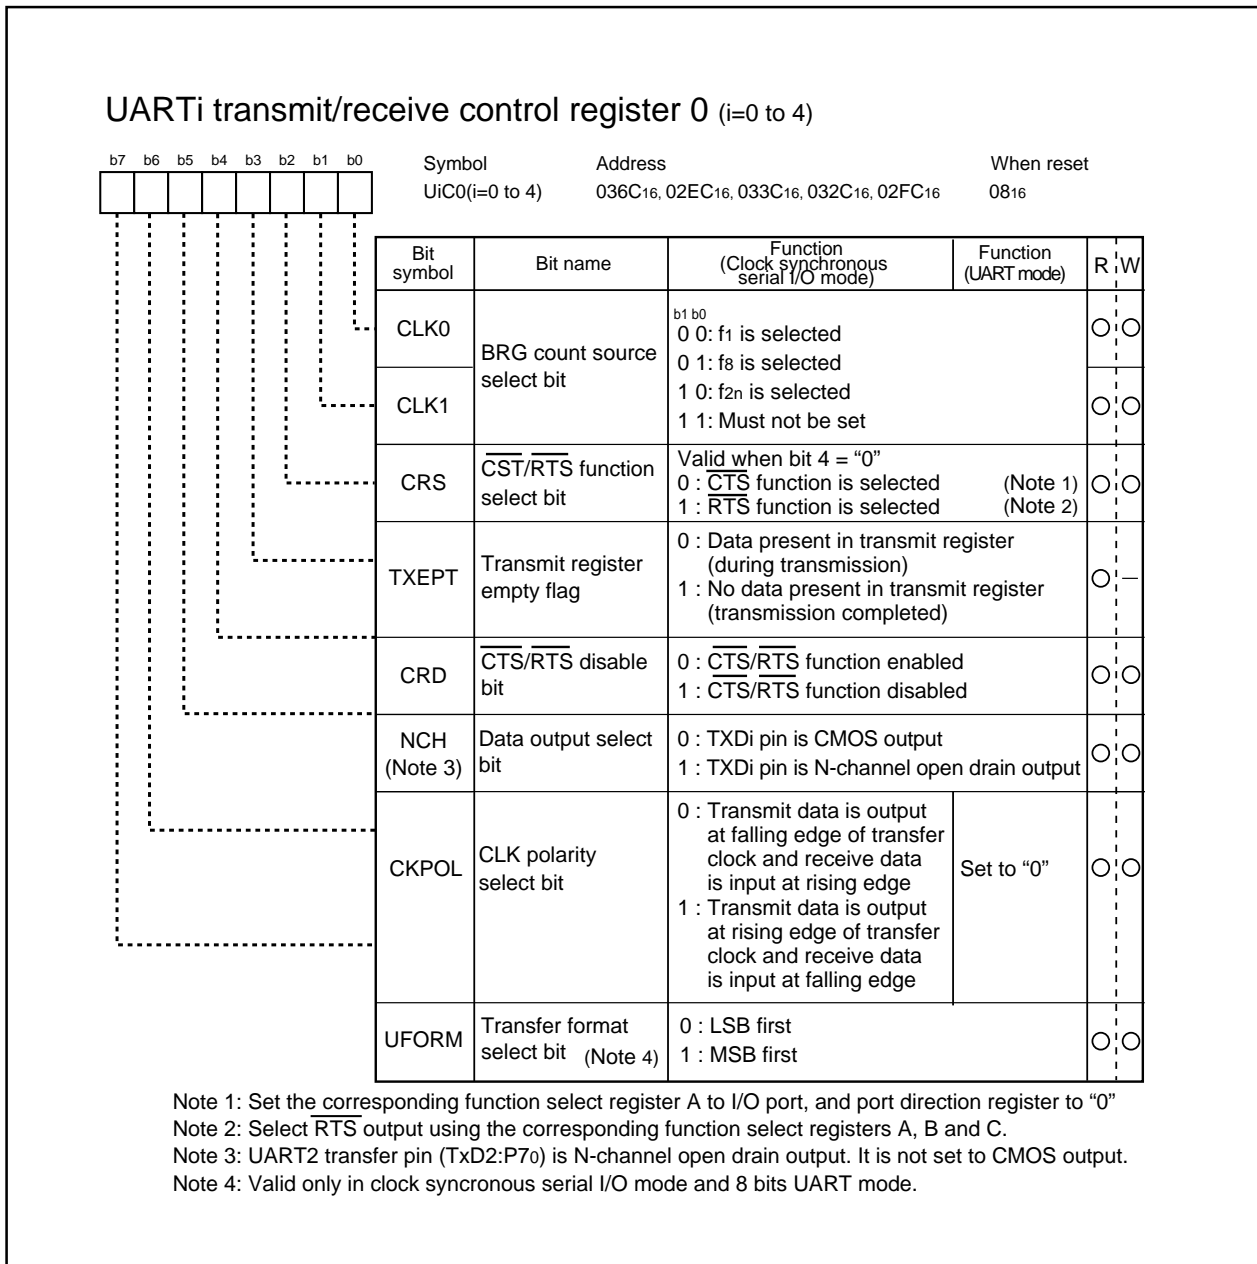 UARTi transmit/receive control register 0 (i=0 to 4)
b7 b6 b5 b4 b3 b2 b1 b0
Symbol Address When reset
UiC0(i=0 to 4) 036C16, 02EC16, 033C16, 032C16, 02FC16 0816
Bit symbol Bit name Function (Clock synchronous serial I/O mode) Function (UART mode) R W
CLK0
CLK1
BRG count source
select bit
b1 b0
0 0: f1 is selected
0 1: f8 is selected
1 0: f2n is selected
1 1: Must not be set
CRS
CST/RTS function
select bit
Valid when bit 4 = “0”
0 : CTS function is selected (Note 1)
1 : RTS function is selected (Note 2)
TXEPT
Transmit register
empty flag
0 : Data present in transmit register
(during transmission)
1 : No data present in transmit register
(transmission completed)
CRD
CTS/RTS disable
bit
0 : CTS/RTS function enabled
1 : CTS/RTS function disabled
NCH
(Note 3)
Data output select
bit
0 : TXDi pin is CMOS output
1 : TXDi pin is N-channel open drain output
CKPOL
CLK polarity
select bit
0 : Transmit data is output
at falling edge of transfer
clock and receive data
is input at rising edge
1 : Transmit data is output
at rising edge of transfer
clock and receive data
is input at falling edge
Set to “0”
UFORM
Transfer format
select bit (Note 4)
0 : LSB first
1 : MSB first
Note 1: Set the corresponding function select register A to I/O port, and port direction register to “0”
Note 2: Select RTS output using the corresponding function select registers A, B and C.
Note 3: UART2 transfer pin (TxD2:P70) is N-channel open drain output. It is not set to CMOS output.
Note 4: Valid only in clock syncronous serial I/O mode and 8 bits UART mode.